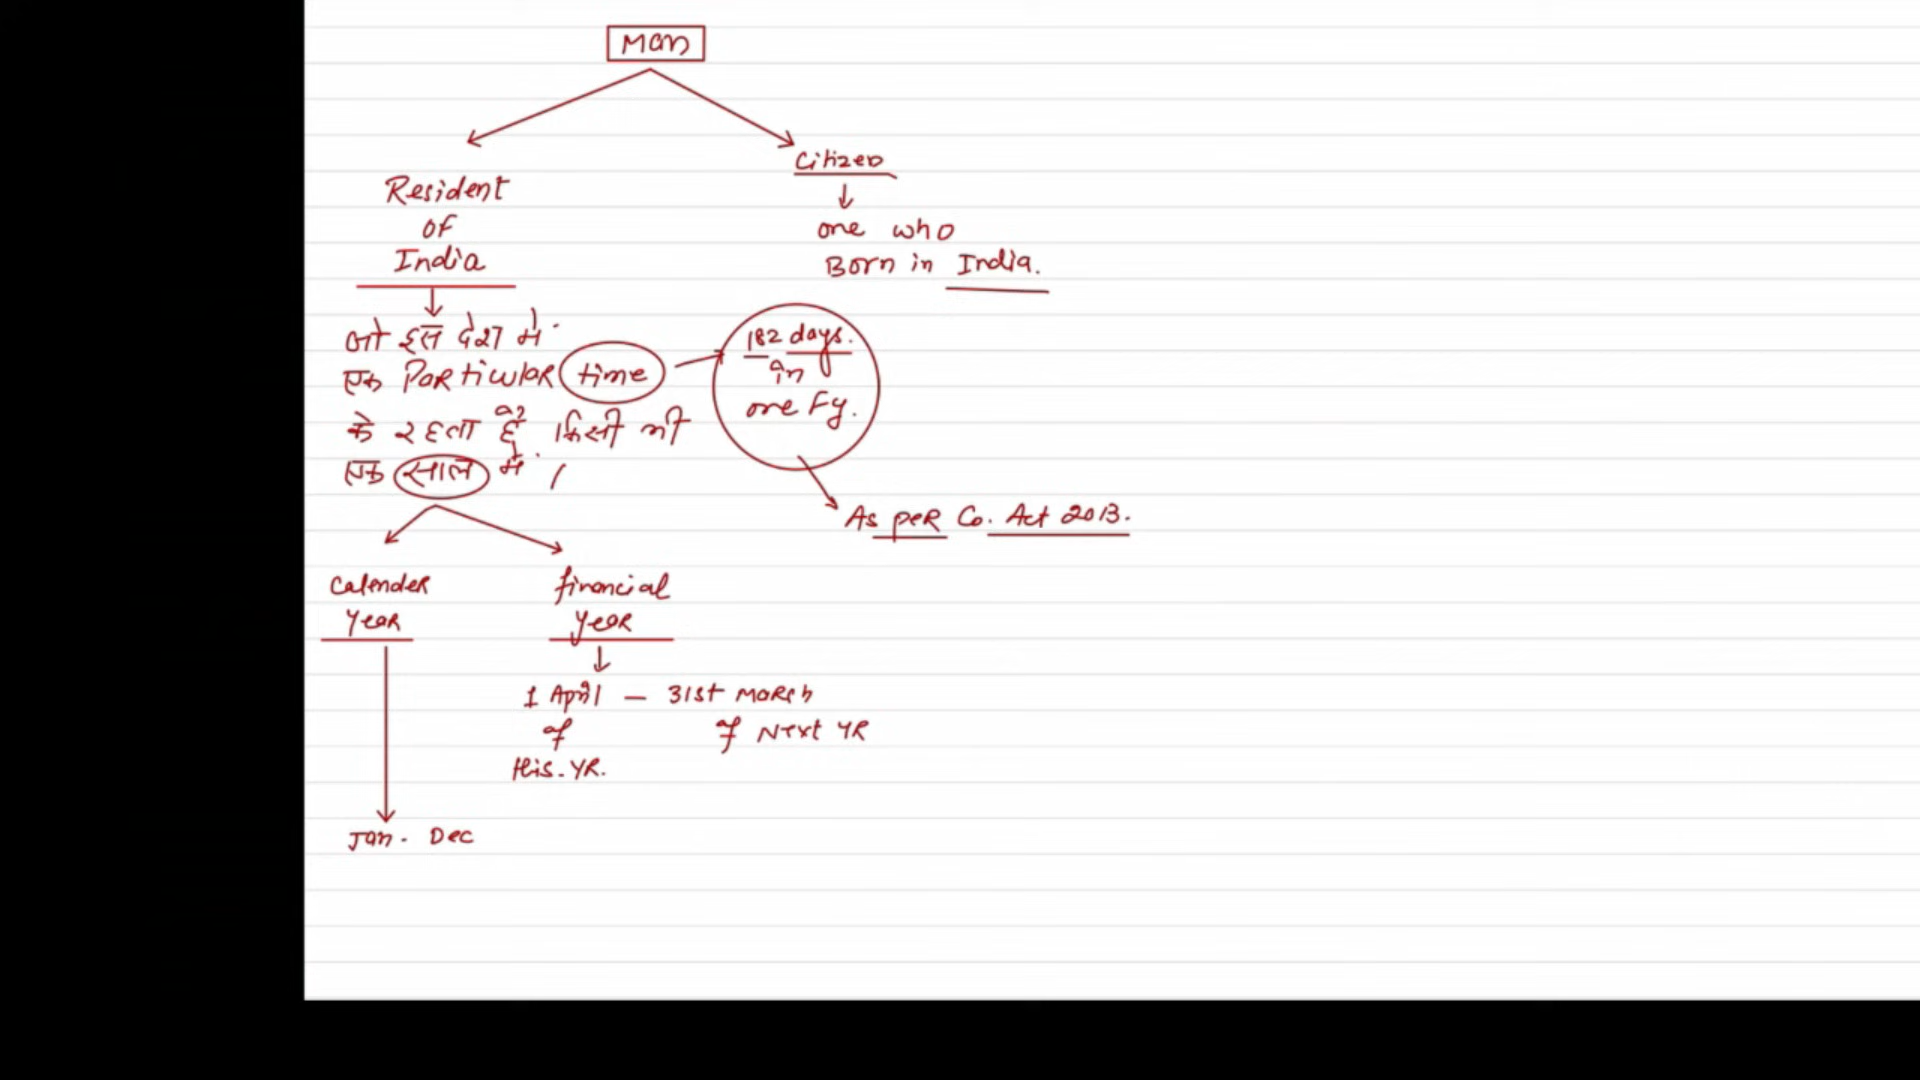 Man
Resident
of
India
जो इस देश में
एक Particular time
के रहता है किसी भी
एक साल में
Calender
Year
Jan - Dec
financial
Year
1 April — 31st March
of of Next YR
this YR.
Citizen
one who
Born in India.
182 days.
in
one Fy.
As per Co. Act 2013.